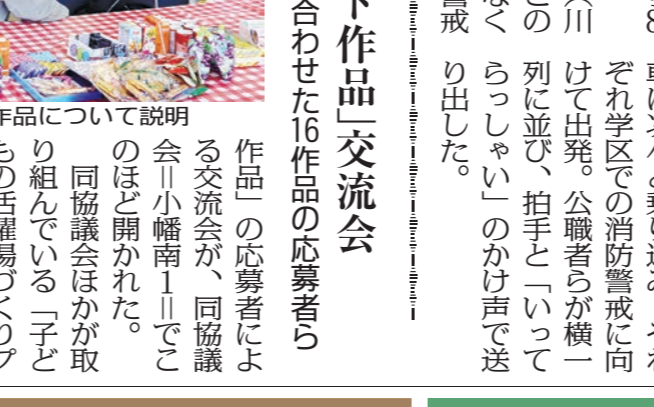 ぞれ学区での消防警戒に向
けて出発。公職者らが横一
列に並び、拍手と「いって
らっしゃい」のかけ声で送
り出した。
作品」交流会
合わせた16作品の応募者ら
作品について説明
作品」の応募者によ
る交流会が、同協議
会＝小幡南1＝でこ
のほど開かれた。
同協議会ほかが取
り組んでいる「子ど
もの活躍場づくりプ